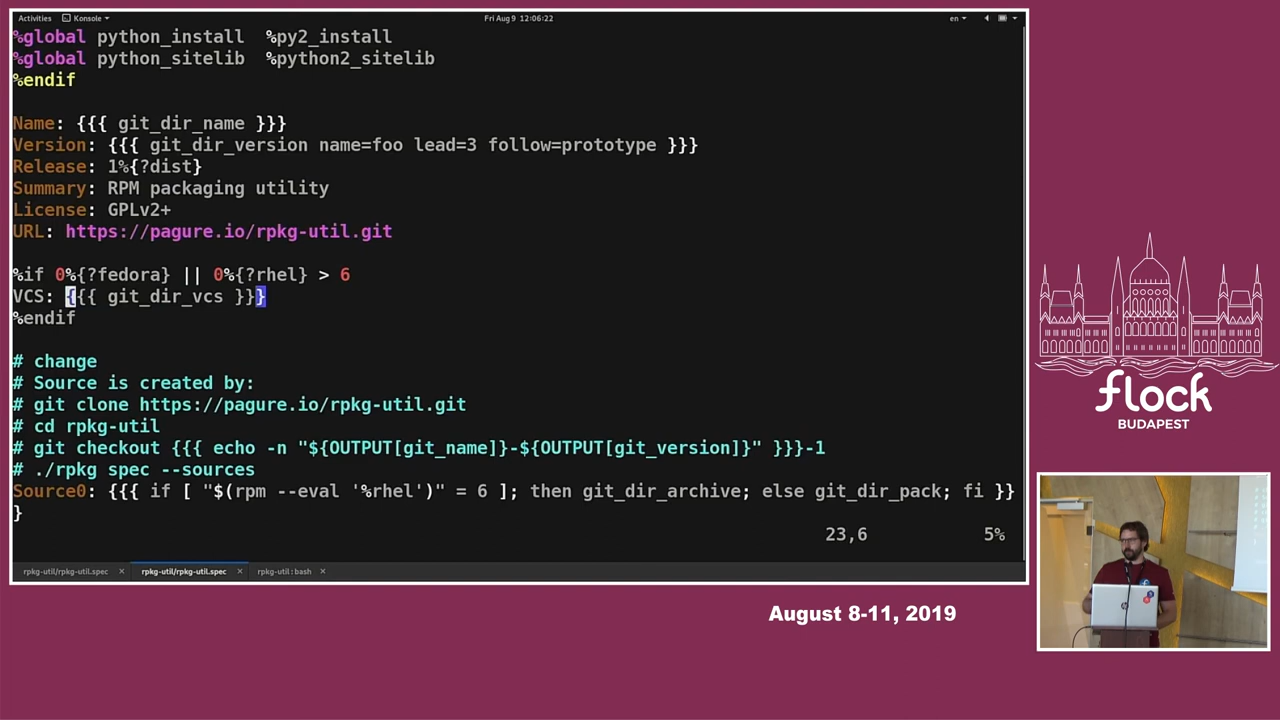 Activities Konsole Fri Aug 9 12:06:22 en
%global python_install %py2_install
%global python_sitelib %python2_sitelib
%endif
Name: {{{ git_dir_name }}}
Version: {{{ git_dir_version name=foo lead=3 follow=prototype }}}
Release: 1%{?dist}
Summary: RPM packaging utility
License: GPLv2+
URL: https://pagure.io/rpkg-util.git
%if 0%{?fedora} || 0%{?rhel} > 6
VCS: {{{ git_dir_vcs }}}
%endif
# change
# Source is created by:
# git clone https://pagure.io/rpkg-util.git
# cd rpkg-util
# git checkout {{{ echo -n "${OUTPUT[git_name]}-${OUTPUT[git_version]}" }}}-1
# ./rpkg spec --sources
Source0: {{{ if [ "$(rpm --eval '%rhel')" = 6 ]; then git_dir_archive; else git_dir_pack; fi }}
}
23,6 5%
rpkg-util/rpkg-util.spec × rpkg-util/rpkg-util.spec × rpkg-util : bash ×
flock
BUDAPEST
August 8-11, 2019